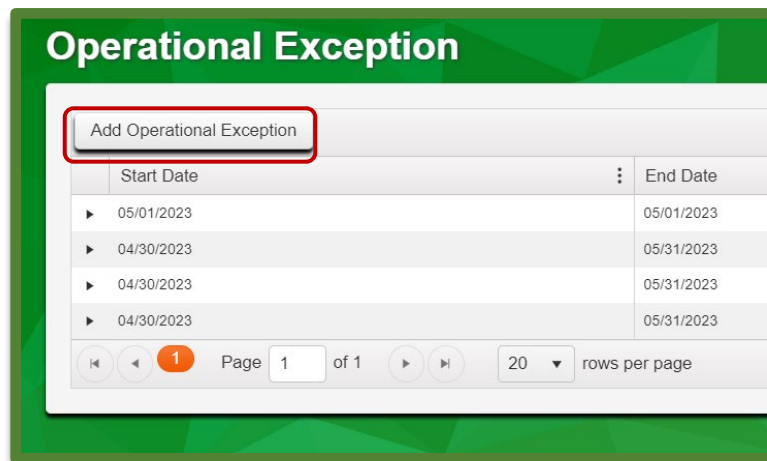 Operational Exception
Add Operational Exception
Start Date End Date
05/01/2023 05/01/2023
04/30/2023 05/31/2023
04/30/2023 05/31/2023
04/30/2023 05/31/2023
1 Page 1 of 1 20 rows per page